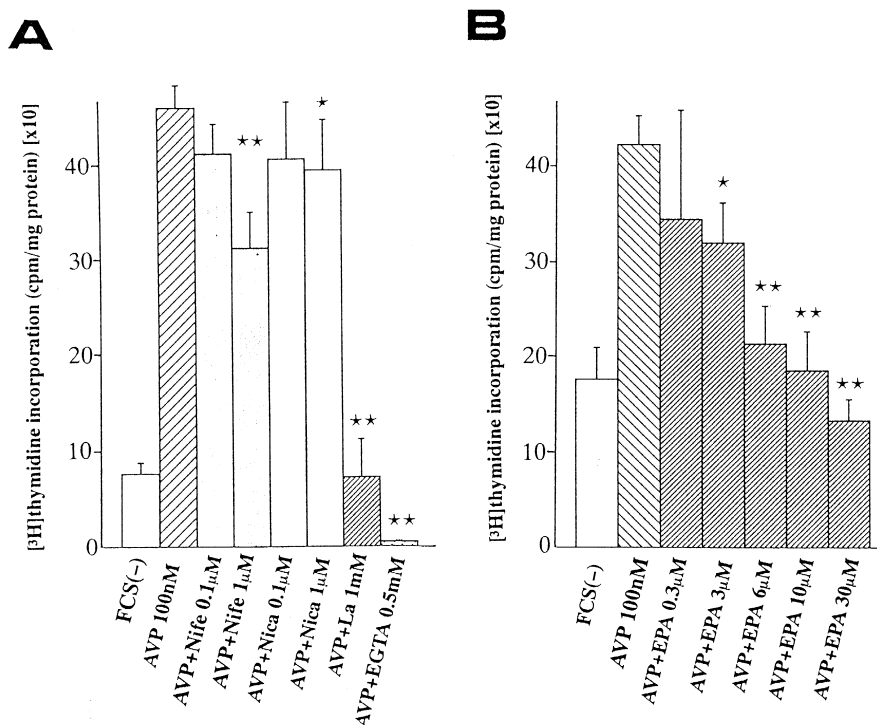 A
[³H]thymidine incorporation (cpm/mg protein) [x10]
40
30
20
10
0
★★
★
★★
★★
FCS(−)
AVP 100nM
AVP+Nife 0.1μM
AVP+Nife 1μM
AVP+Nica 0.1μM
AVP+Nica 1μM
AVP+La 1mM
AVP+EGTA 0.5mM
B
[³H]thymidine incorporation (cpm/mg protein) [x10]
40
30
20
10
0
★
★★
★★
★★
FCS(−)
AVP 100nM
AVP+EPA 0.3μM
AVP+EPA 3μM
AVP+EPA 6μM
AVP+EPA 10μM
AVP+EPA 30μM